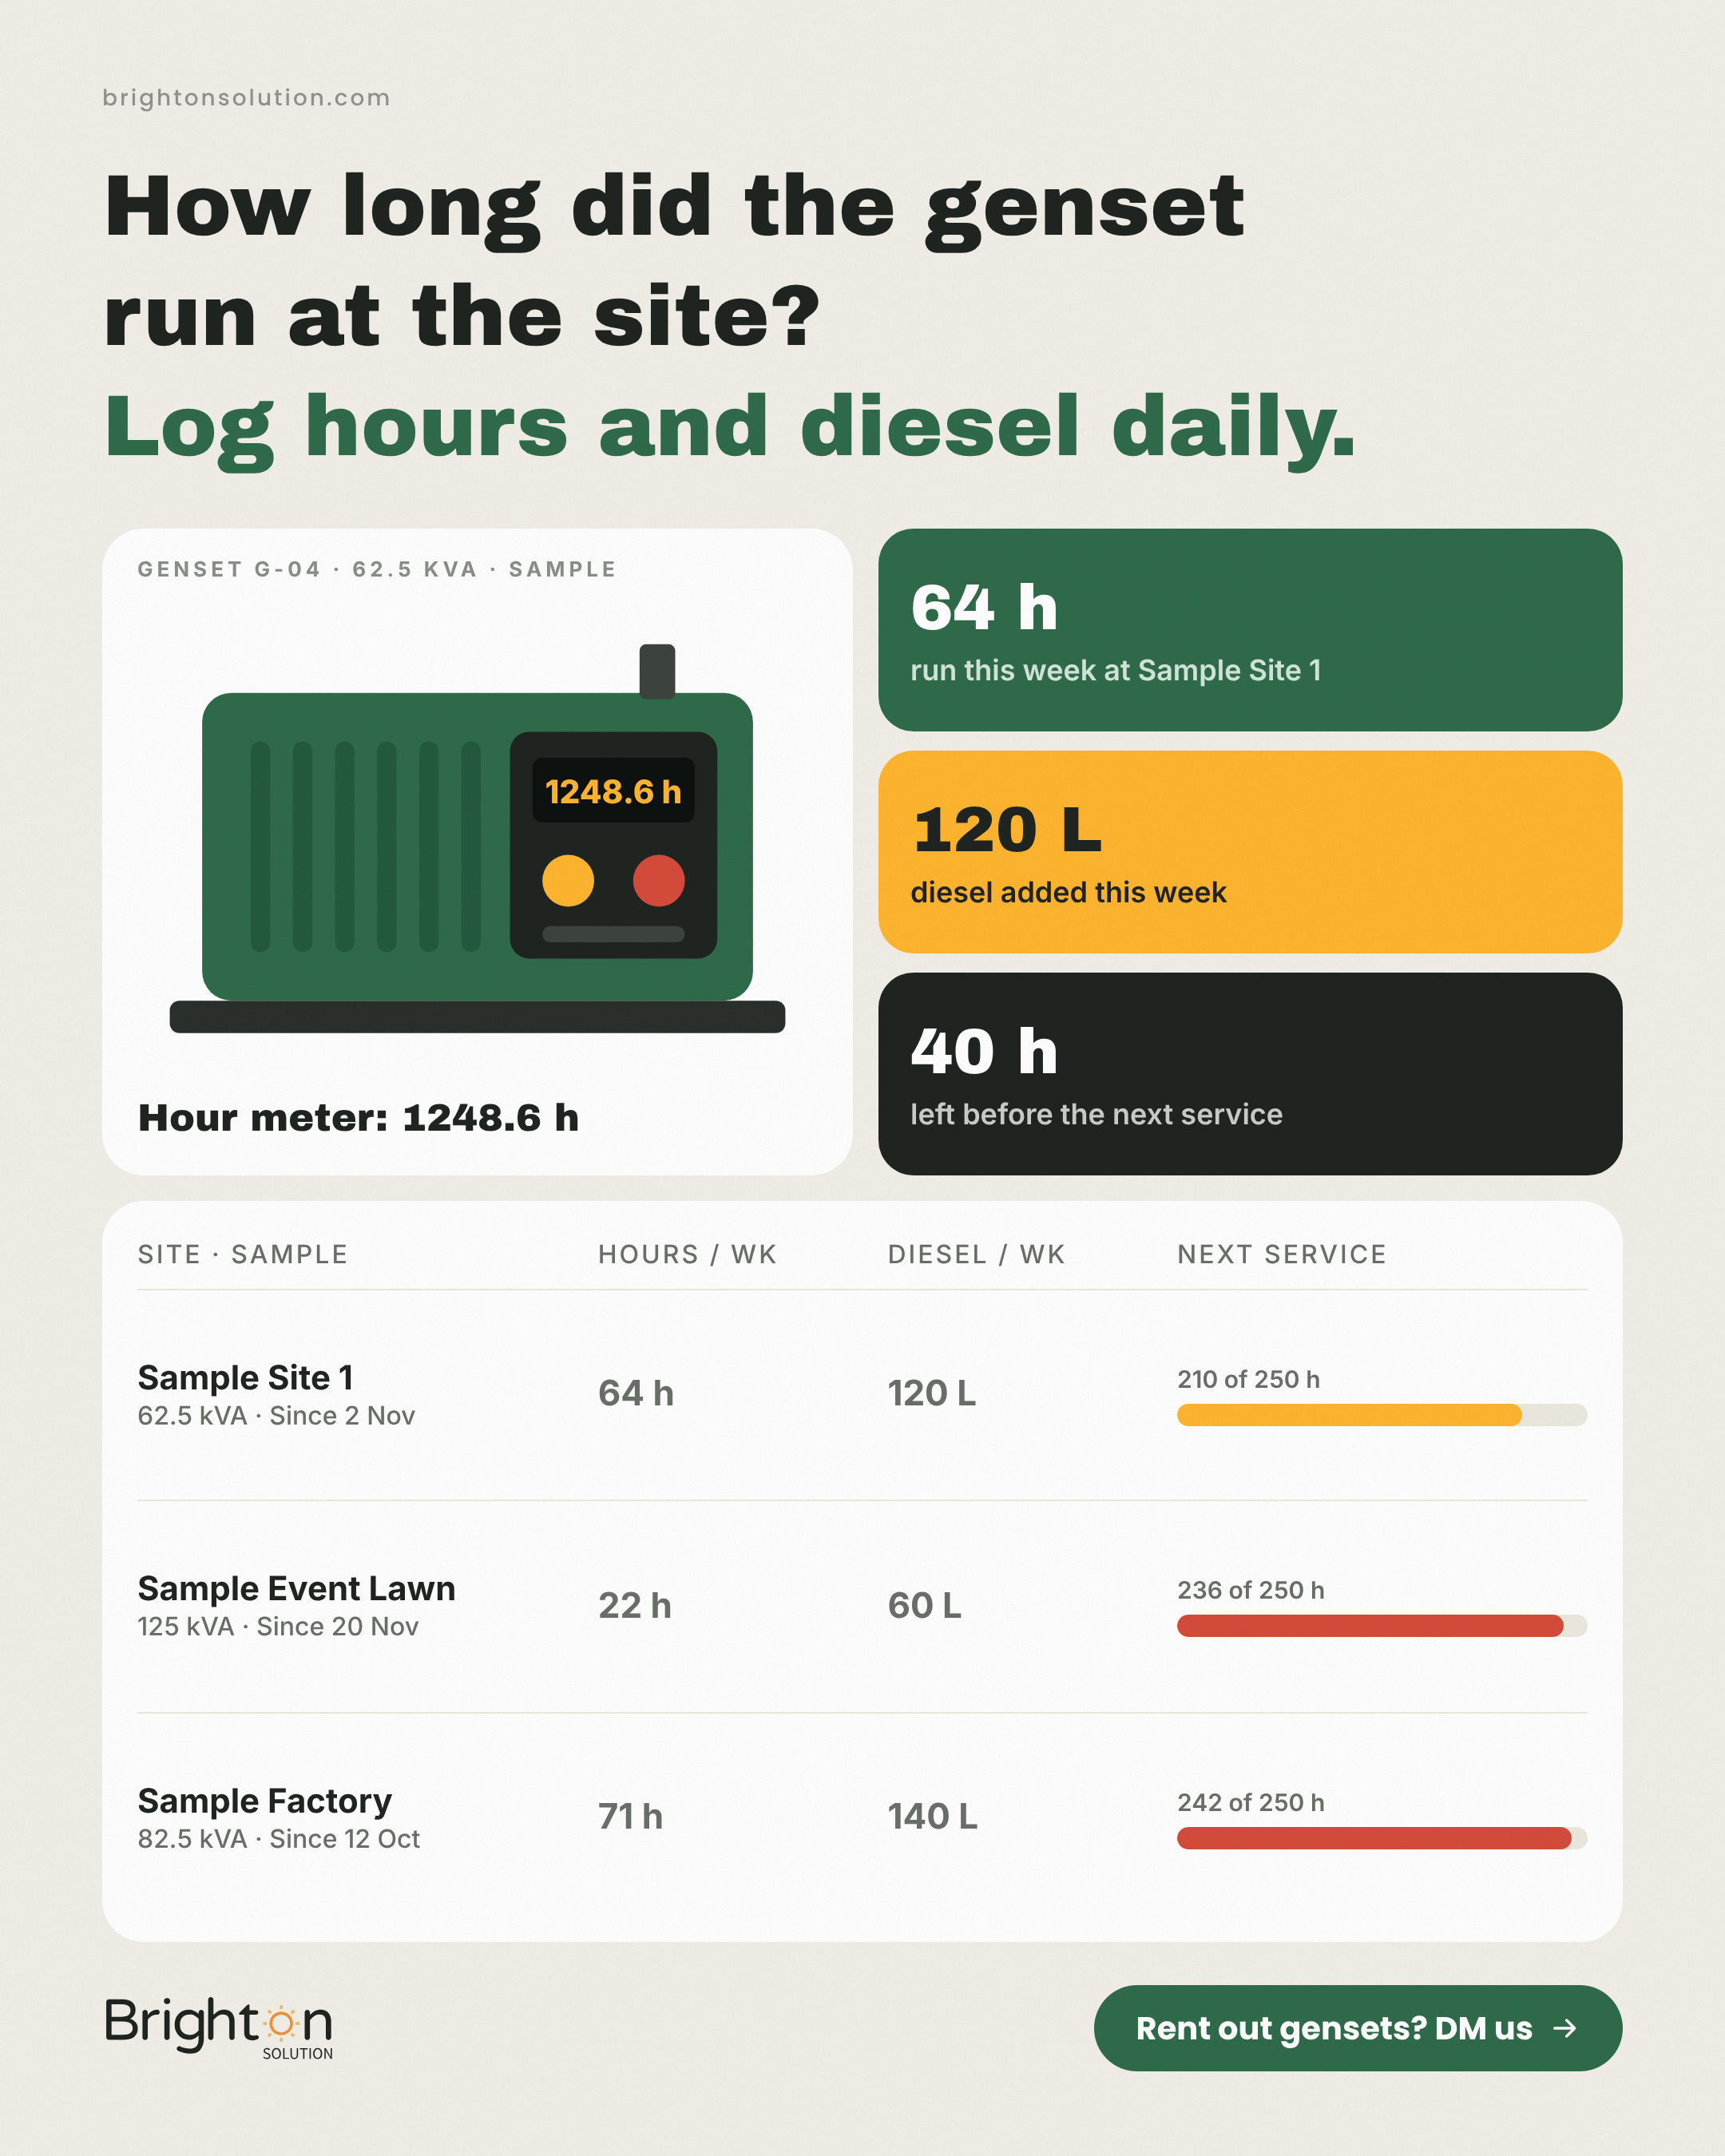 brightonsolution.com
How long did the genset
run at the site?
Log hours and diesel daily.
GENSET G-04 · 62.5 KVA · SAMPLE
1248.6 h
Hour meter: 1248.6 h
64 h
run this week at Sample Site 1
120 L
diesel added this week
40 h
left before the next service
SITE · SAMPLE HOURS / WK DIESEL / WK NEXT SERVICE
Sample Site 1
62.5 kVA · Since 2 Nov
64 h
120 L
210 of 250 h
Sample Event Lawn
125 kVA · Since 20 Nov
22 h
60 L
236 of 250 h
Sample Factory
82.5 kVA · Since 12 Oct
71 h
140 L
242 of 250 h
Brighton
SOLUTION
Rent out gensets? DM us →